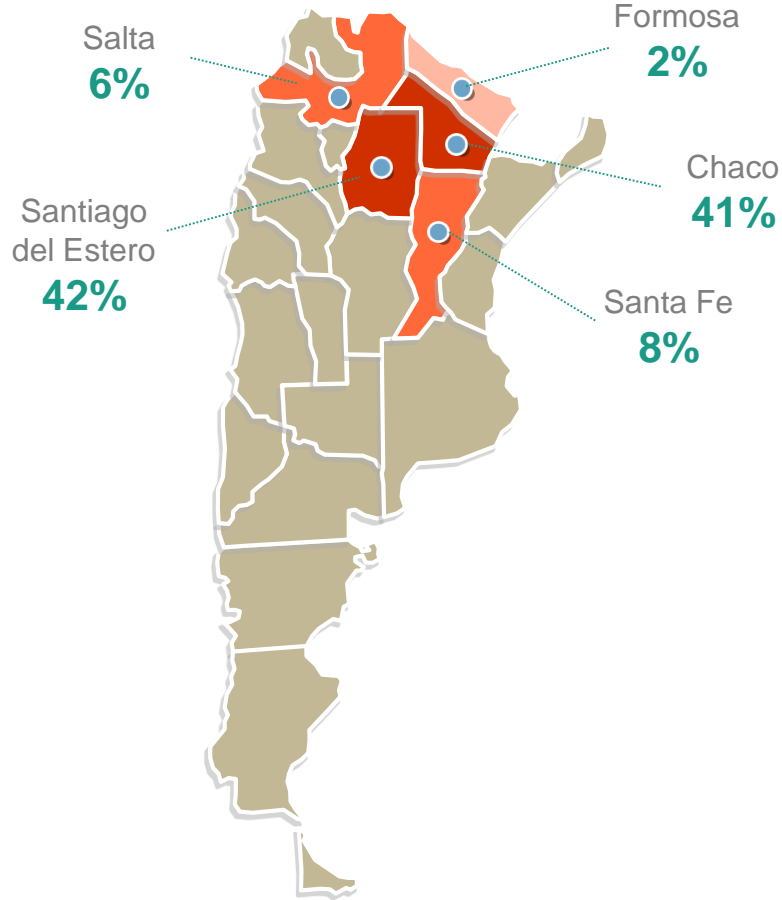 Salta
6%
Formosa
2%
Chaco
41%
Santiago
del Estero
42%
Santa Fe
8%